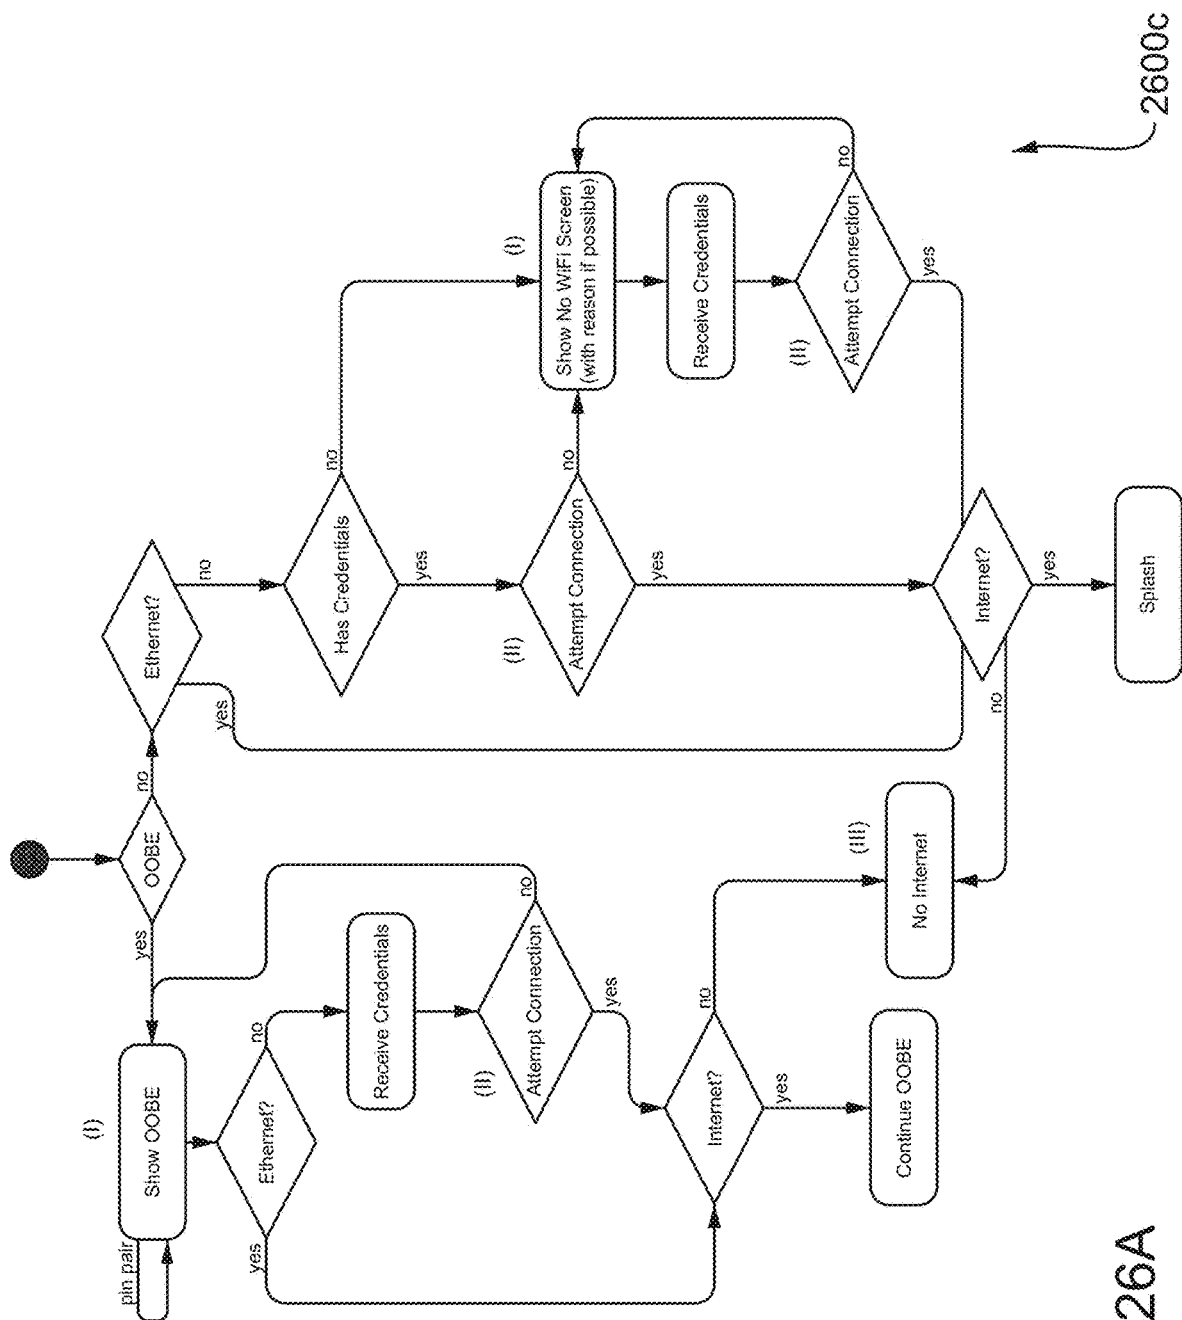 OOBE
yes
no
(I)
Show OOBE
pin pair
Ethernet?
yes
no
Receive Credentials
(II)
Attempt Connection
no
yes
Internet?
no
yes
Continue OOBE
(III)
No Internet
Ethernet?
yes
no
Has Credentials
no
yes
(II)
Attempt Connection
no
yes
(I)
Show No WiFi Screen
(with reason if possible)
Receive Credentials
(II)
Attempt Connection
no
yes
Internet?
no
yes
Splash
2600c
26A